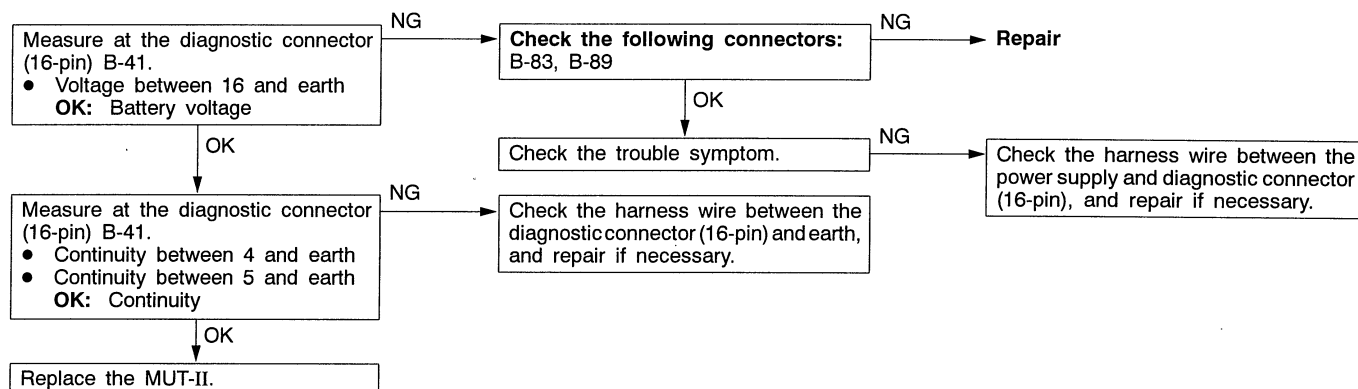 Measure at the diagnostic connector
(16-pin) B-41.
● Voltage between 16 and earth
OK: Battery voltage
NG
Check the following connectors:
B-83, B-89
NG
Repair
OK
OK
Check the trouble symptom.
NG
Check the harness wire between the
power supply and diagnostic connector
(16-pin), and repair if necessary.
Measure at the diagnostic connector
(16-pin) B-41.
● Continuity between 4 and earth
● Continuity between 5 and earth
OK: Continuity
NG
Check the harness wire between the
diagnostic connector (16-pin) and earth,
and repair if necessary.
OK
Replace the MUT-II.